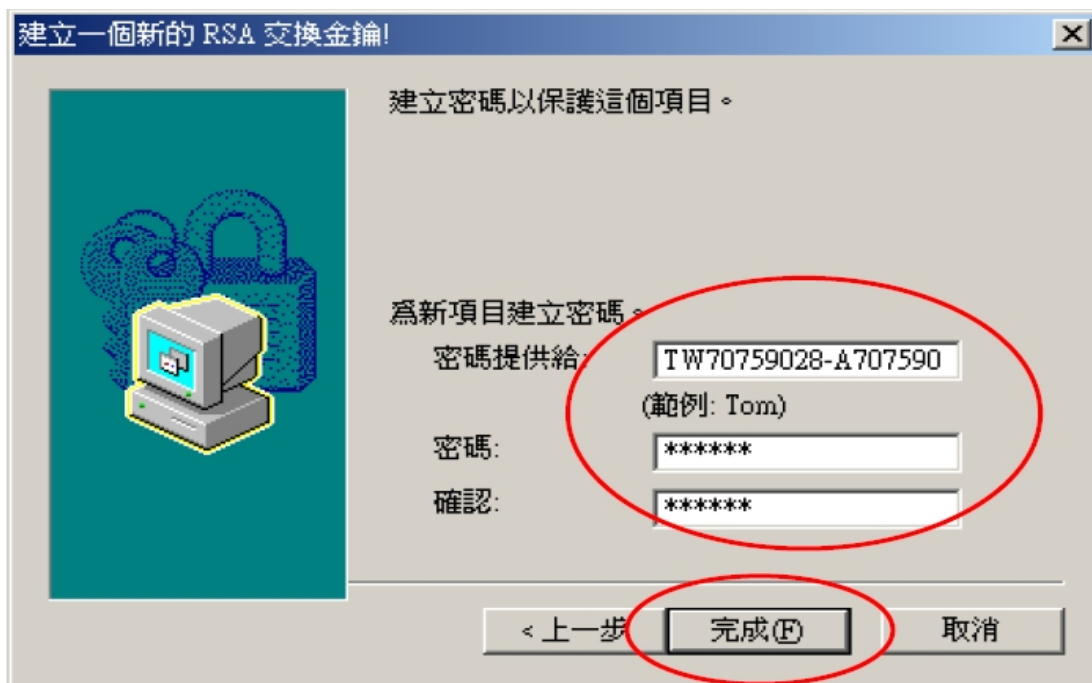 建立一個新的 RSA 交換金鑰!
建立密碼以保護這個項目。
為新項目建立密碼。
密碼提供給: TW70759028-A707590
(範例: Tom)
密碼: ******
確認: ******
< 上一步 完成(F) 取消